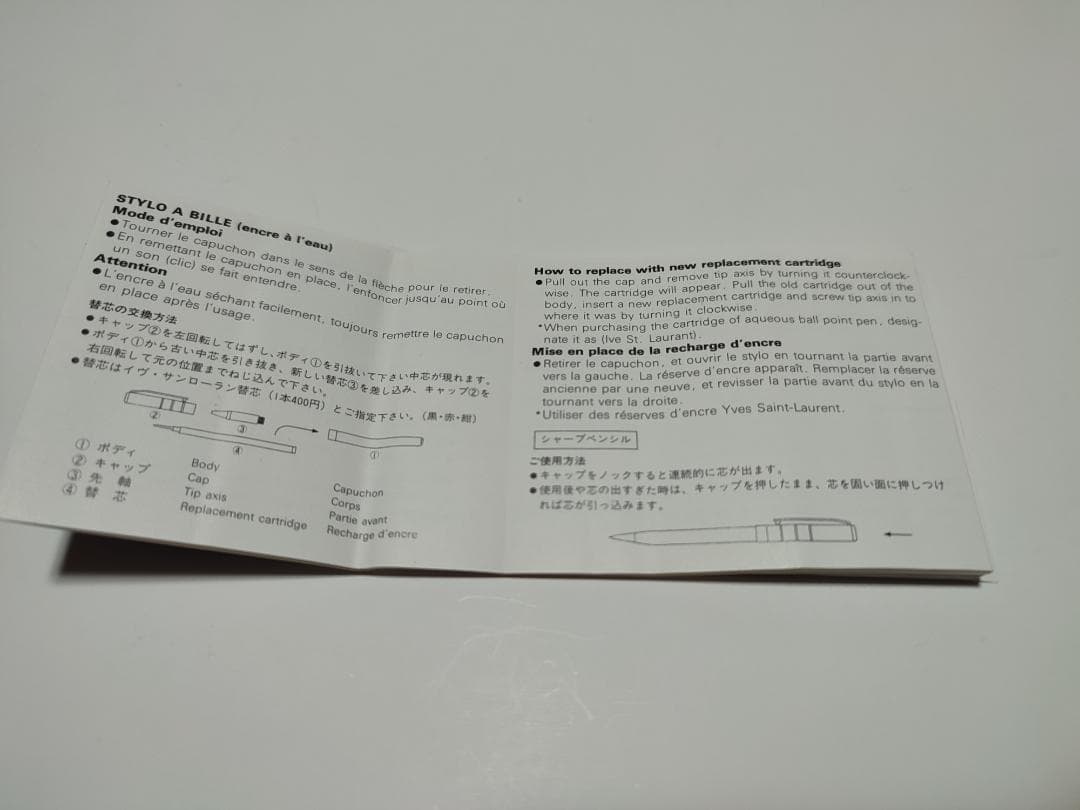 STYLO A BILLE (encre à l'eau)
Mode d'emploi
●Tourner le capuchon dans le sens de la flèche pour le retirer.
●En remettant le capuchon en place, l'enfoncer jusqu'au point où
un son (clic) se fait entendre.
Attention
●L'encre à l'eau séchant facilement, toujours remettre le capuchon
en place après l'usage.
替芯の交換方法
●キャップ②を左回転してはずし、ボディ①を引抜いて下さい中芯が現れます。
●ボディ①から古い中芯を引き抜き、新しい替芯③を差し込み、キャップ②を
右回転して元の位置までねじ込んで下さい。
●替芯はイヴ・サンローラン替芯（1本400円）とご指定下さい。（黒・赤・紺）
② ③ ④ ①
① ボディ Body Capuchon
② キャップ Cap Corps
③ 先軸 Tip axis Partie avant
④ 替芯 Replacement cartridge Recharge d'encre
How to replace with new replacement cartridge
●Pull out the cap and remove tip axis by turning it counterclock-
wise. The cartridge will appear. Pull the old cartridge out of the
body, insert a new replacement cartridge and screw tip axis in to
where it was by turning it clockwise.
*When purchasing the cartridge of aqueous ball point pen, desig-
nate it as (Ive St. Laurant).
Mise en place de la recharge d'encre
●Retirer le capuchon, et ouvrir le stylo en tournant la partie avant
vers la gauche. La réserve d'encre apparaît. Remplacer la réserve
ancienne par une neuve, et revisser la partie avant du stylo en la
tournant vers la droite.
*Utiliser des réserves d'encre Yves Saint-Laurent.
シャープペンシル
ご使用方法
●キャップをノックすると連続的に芯が出ます。
●使用後や芯の出すぎた時は、キャップを押したまま、芯を固い面に押しつけ
れば芯が引っ込みます。